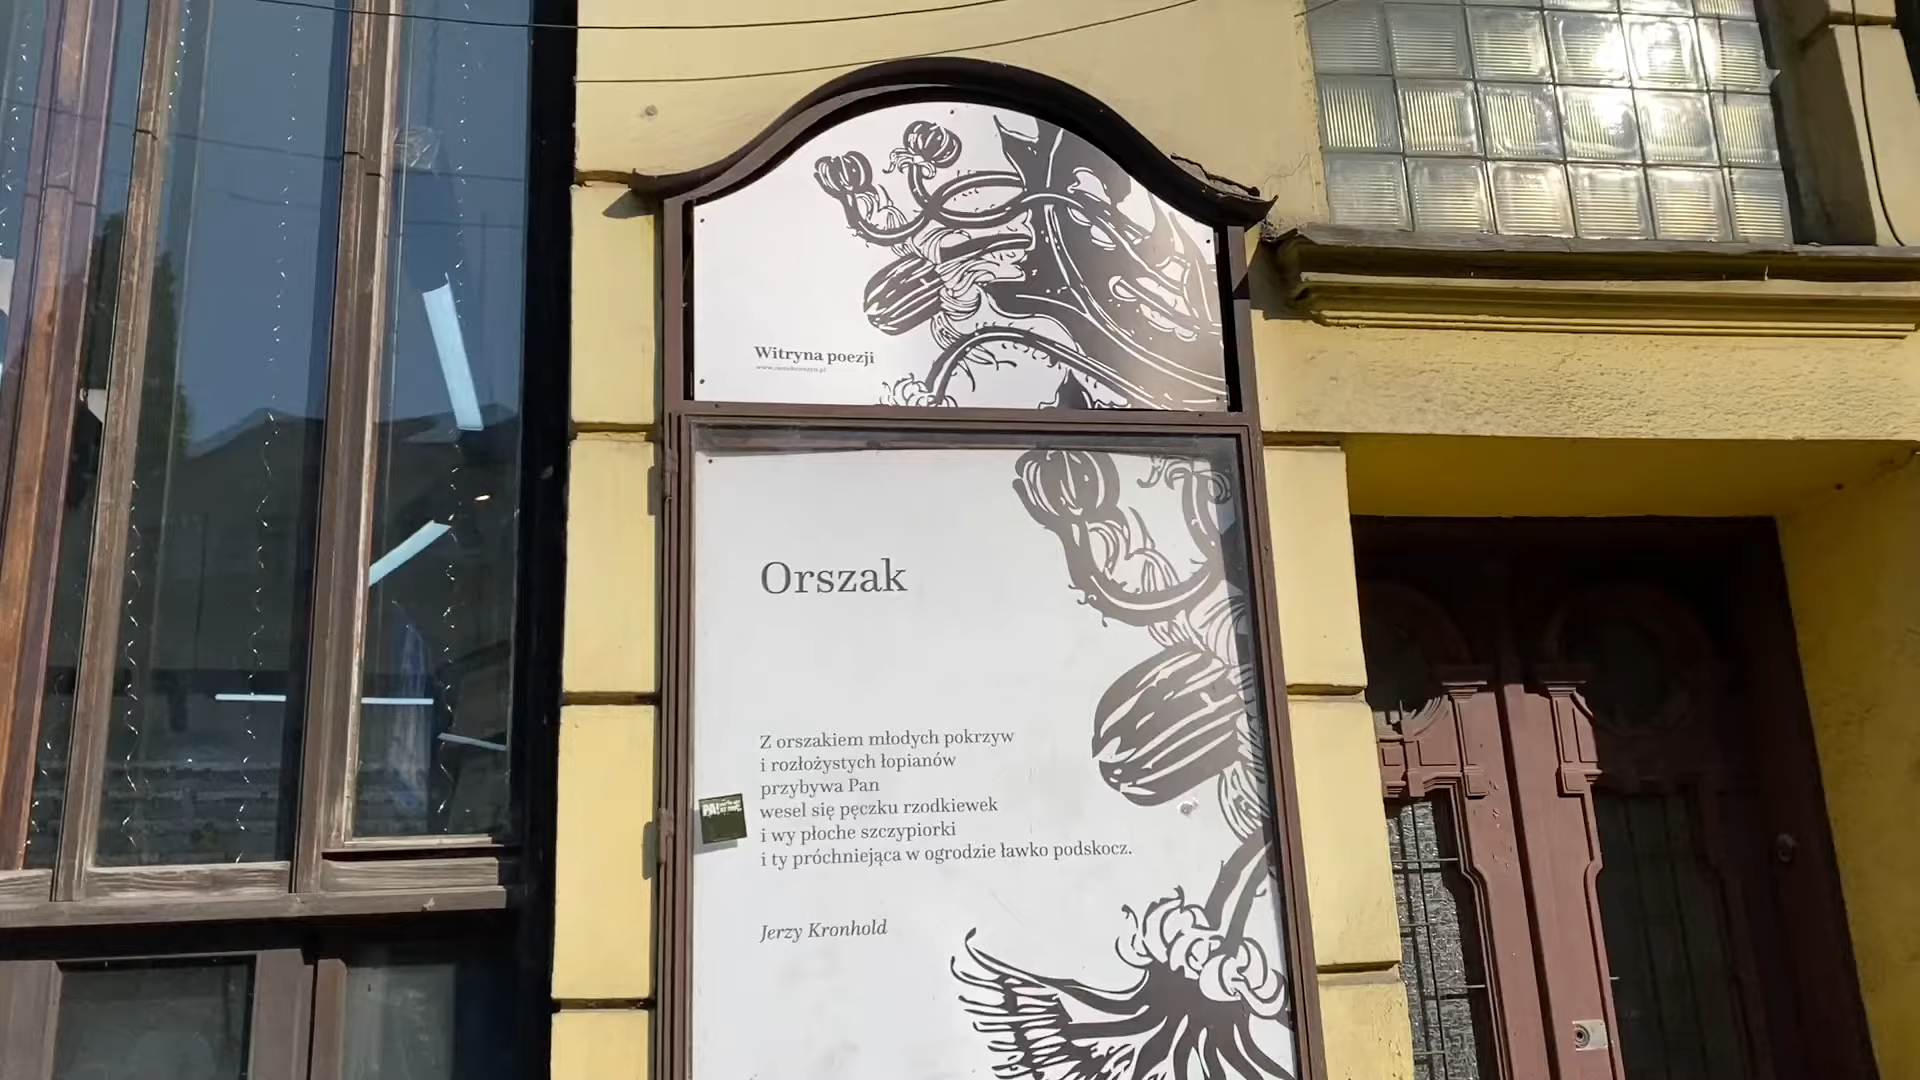 Witryna poezji
Orszak
Z orszakiem młodych pokrzyw
i rozłożystych łopianów
przybywa Pan
wesel się pęczku rzodkiewek
i wy płoche szczypiorki
i ty próchniejąca w ogrodzie ławko podskocz.
Jerzy Kronhold